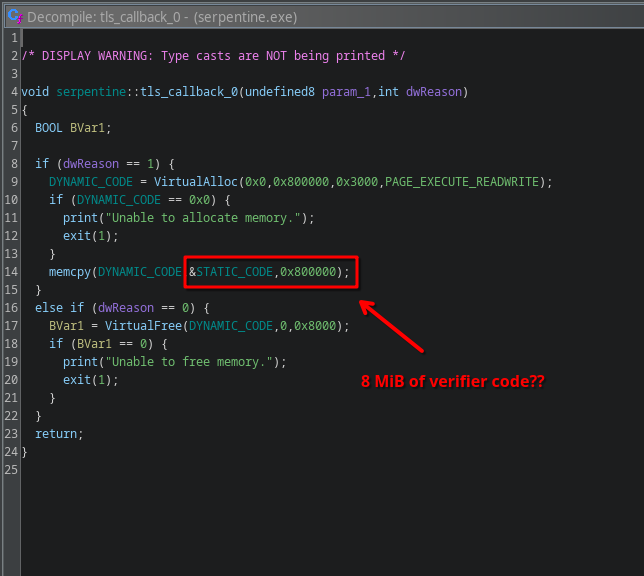 Decompile: tls_callback_0 - (serpentine.exe)
1
2 /* DISPLAY WARNING: Type casts are NOT being printed */
3
4 void serpentine::tls_callback_0(undefined8 param_1,int dwReason)
5 {
6 BOOL BVar1;
7
8 if (dwReason == 1) {
9 DYNAMIC_CODE = VirtualAlloc(0x0,0x800000,0x3000,PAGE_EXECUTE_READWRITE);
10 if (DYNAMIC_CODE == 0x0) {
11 print("Unable to allocate memory.");
12 exit(1);
13 }
14 memcpy(DYNAMIC_CODE,&STATIC_CODE,0x800000);
15 }
16 else if (dwReason == 0) {
17 BVar1 = VirtualFree(DYNAMIC_CODE,0,0x8000);
18 if (BVar1 == 0) {
19 print("Unable to free memory.");
20 exit(1);
8 MiB of verifier code??
21 }
22 }
23 return;
24 }
25